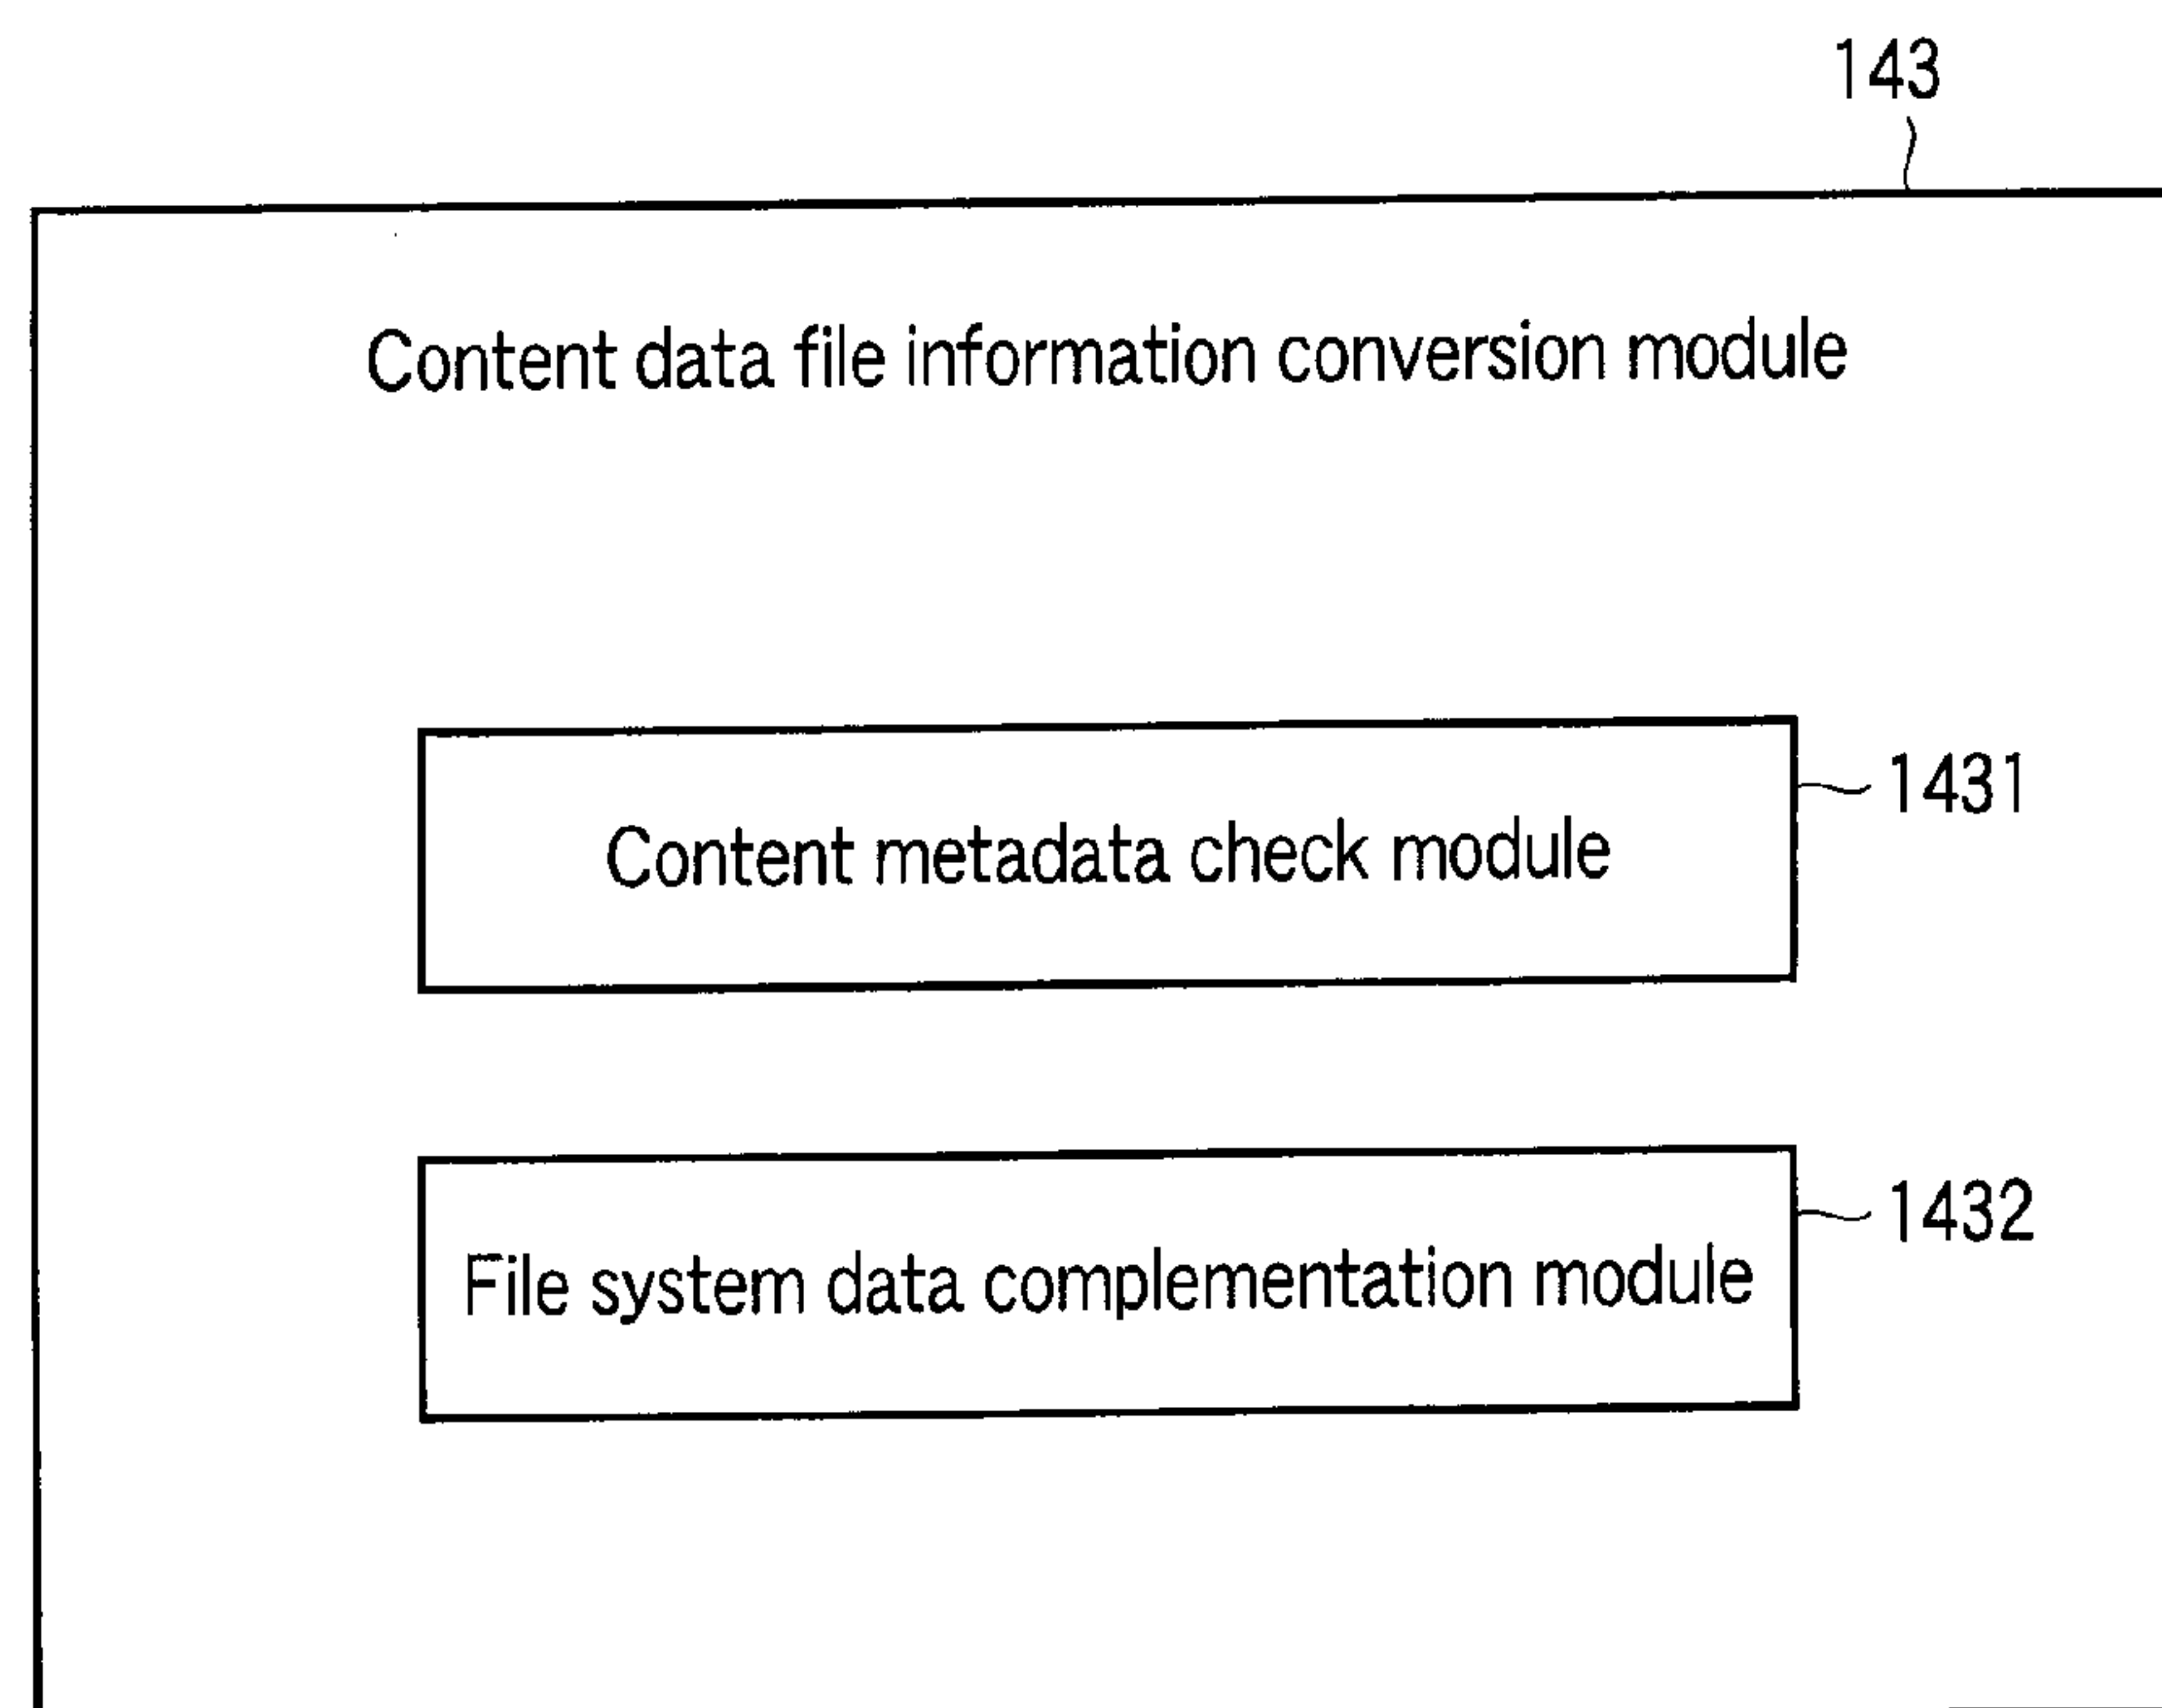 143
Content data file information conversion module
1431
Content metadata check module
1432
File system data complementation module